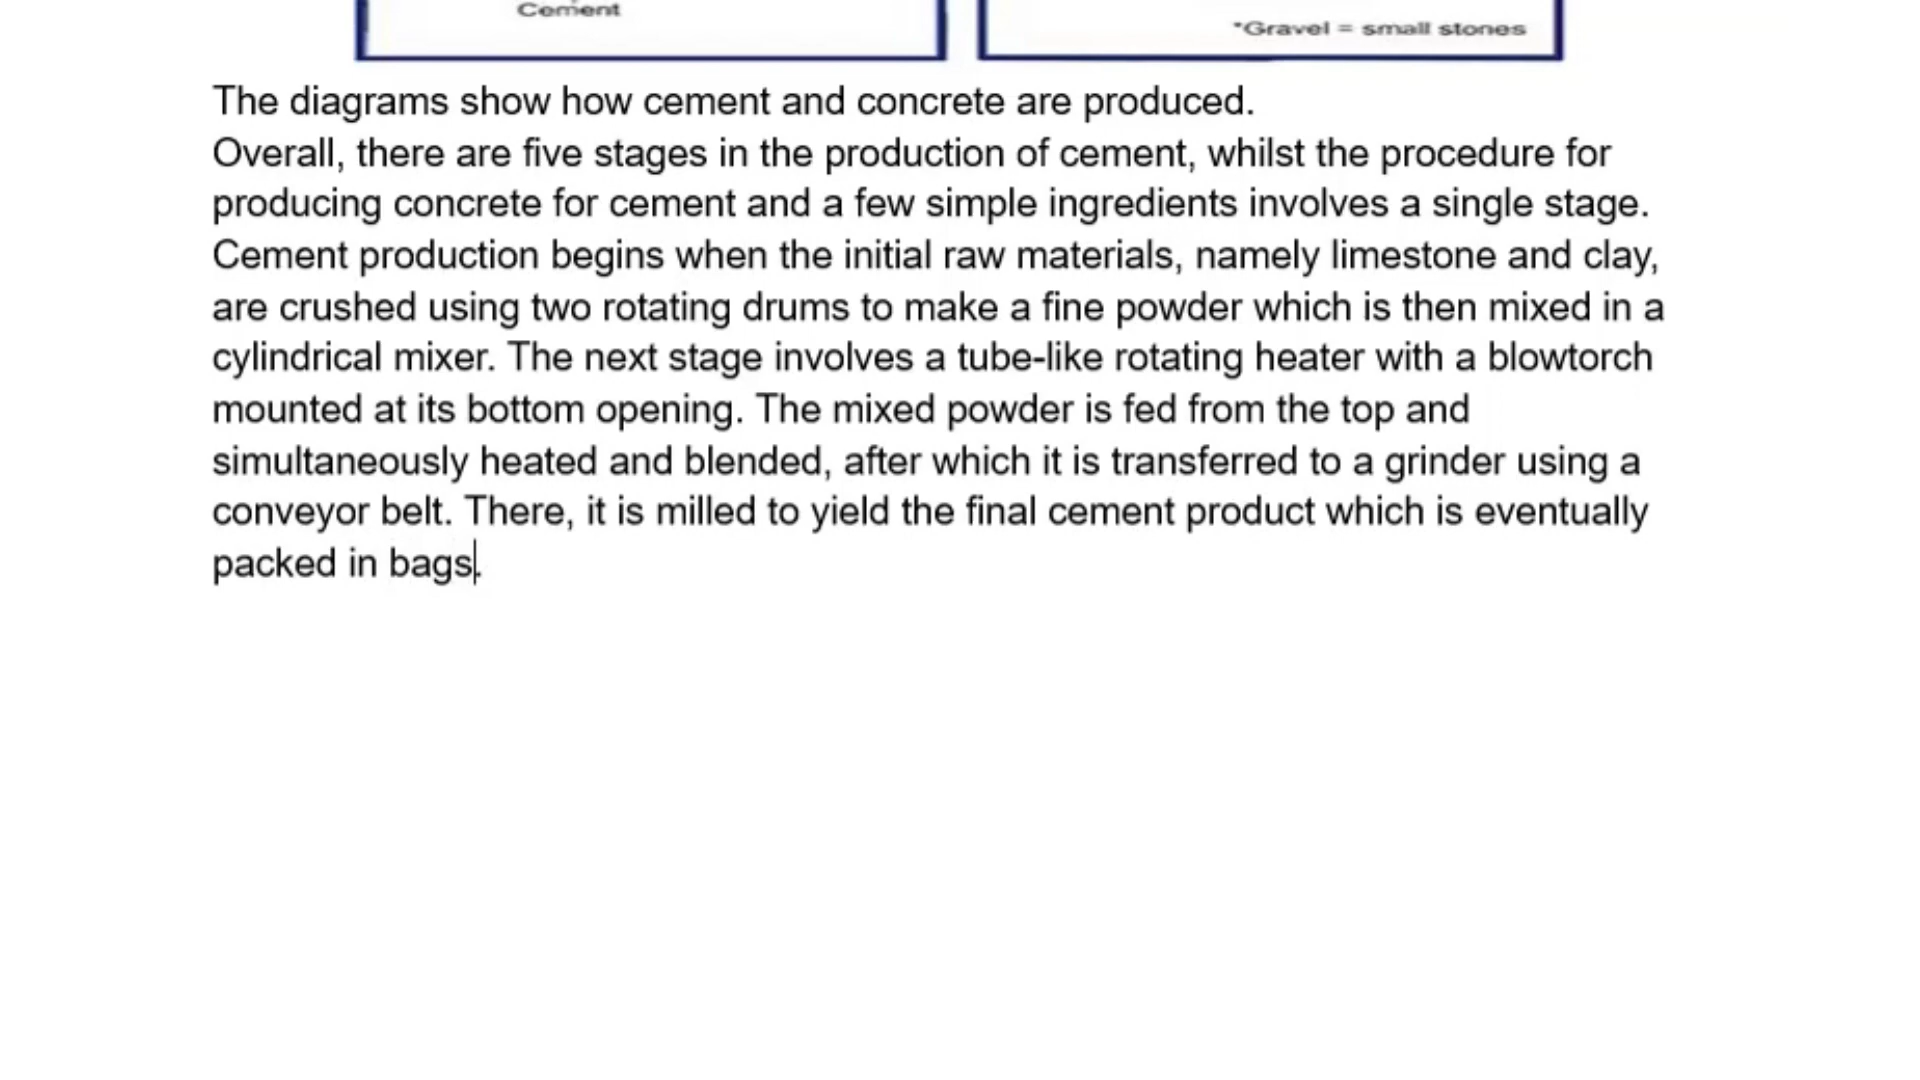 Cement
*Gravel = small stones
The diagrams show how cement and concrete are produced.
Overall, there are five stages in the production of cement, whilst the procedure for
producing concrete for cement and a few simple ingredients involves a single stage.
Cement production begins when the initial raw materials, namely limestone and clay,
are crushed using two rotating drums to make a fine powder which is then mixed in a
cylindrical mixer. The next stage involves a tube-like rotating heater with a blowtorch
mounted at its bottom opening. The mixed powder is fed from the top and
simultaneously heated and blended, after which it is transferred to a grinder using a
conveyor belt. There, it is milled to yield the final cement product which is eventually
packed in bags.